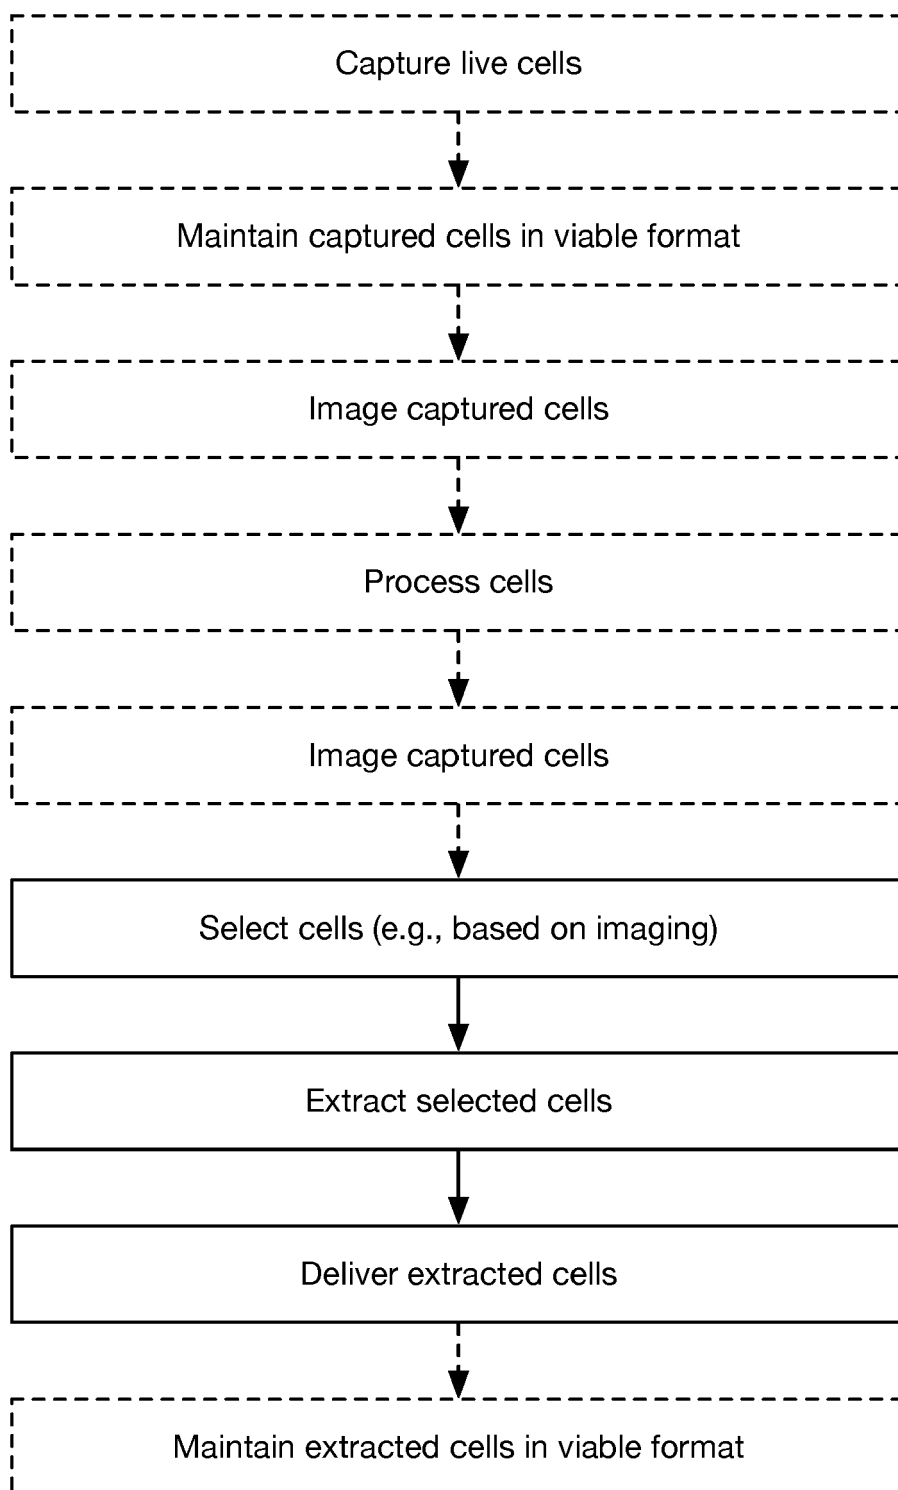 Capture live cells
Maintain captured cells in viable format
Image captured cells
Process cells
Image captured cells
Select cells (e.g., based on imaging)
Extract selected cells
Deliver extracted cells
Maintain extracted cells in viable format